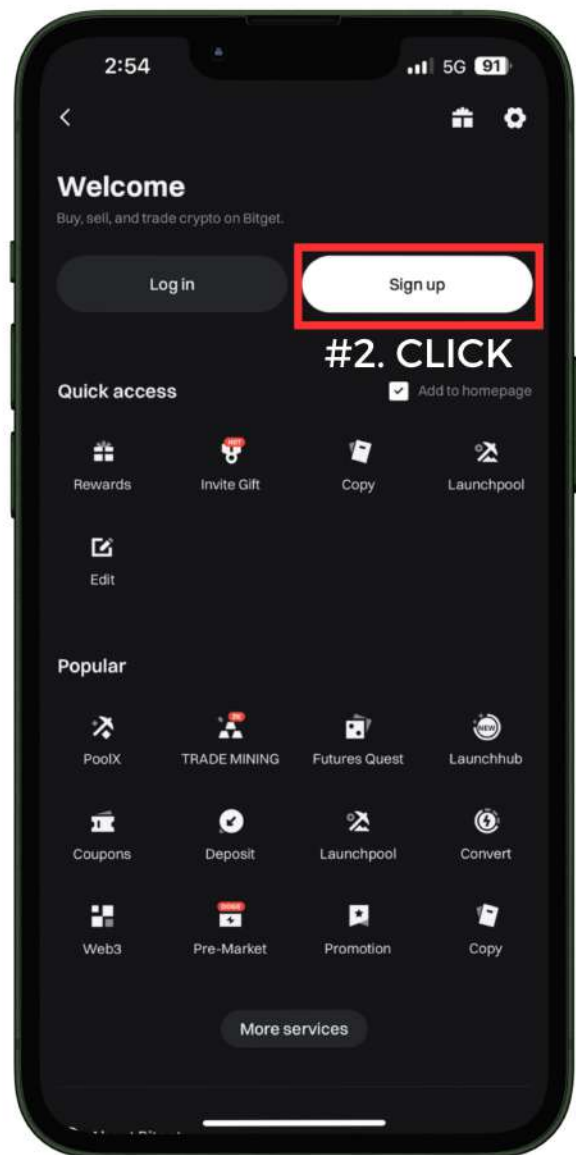 2:54
5G 91
Welcome
Buy, sell, and trade crypto on Bitget.
Log in
Sign up
#2. CLICK
Quick access
Add to homepage
HOT
Rewards
Invite Gift
Copy
Launchpool
Edit
Popular
NEW
PoolX
TRADE MINING
Futures Quest
Launchhub
Coupons
Deposit
Launchpool
Convert
Web3
Pre-Market
Promotion
Copy
More services